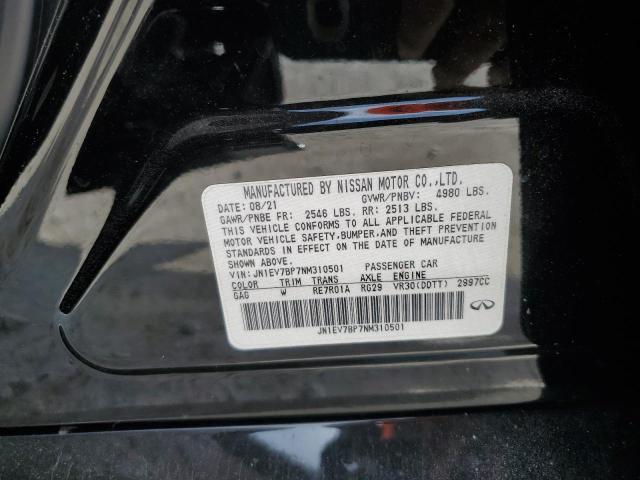 MANUFACTURED BY NISSAN MOTOR CO.,LTD.
DATE: 08/21 GVWR/PNBV: 4980 LBS.
GAWR/PNBE FR: 2546 LBS. RR: 2513 LBS.
THIS VEHICLE CONFORMS TO ALL APPLICABLE FEDERAL
MOTOR VEHICLE SAFETY,BUMPER,AND THEFT PREVENTION
STANDARDS IN EFFECT ON THE DATE OF MANUFACTURE
SHOWN ABOVE.
VIN: JN1EV7BP7NM310501 PASSENGER CAR
COLOR TRIM TRANS AXLE ENGINE
GAG W RE7R01A RG29 VR30(DDTT) 2997CC
JN1EV7BP7NM310501